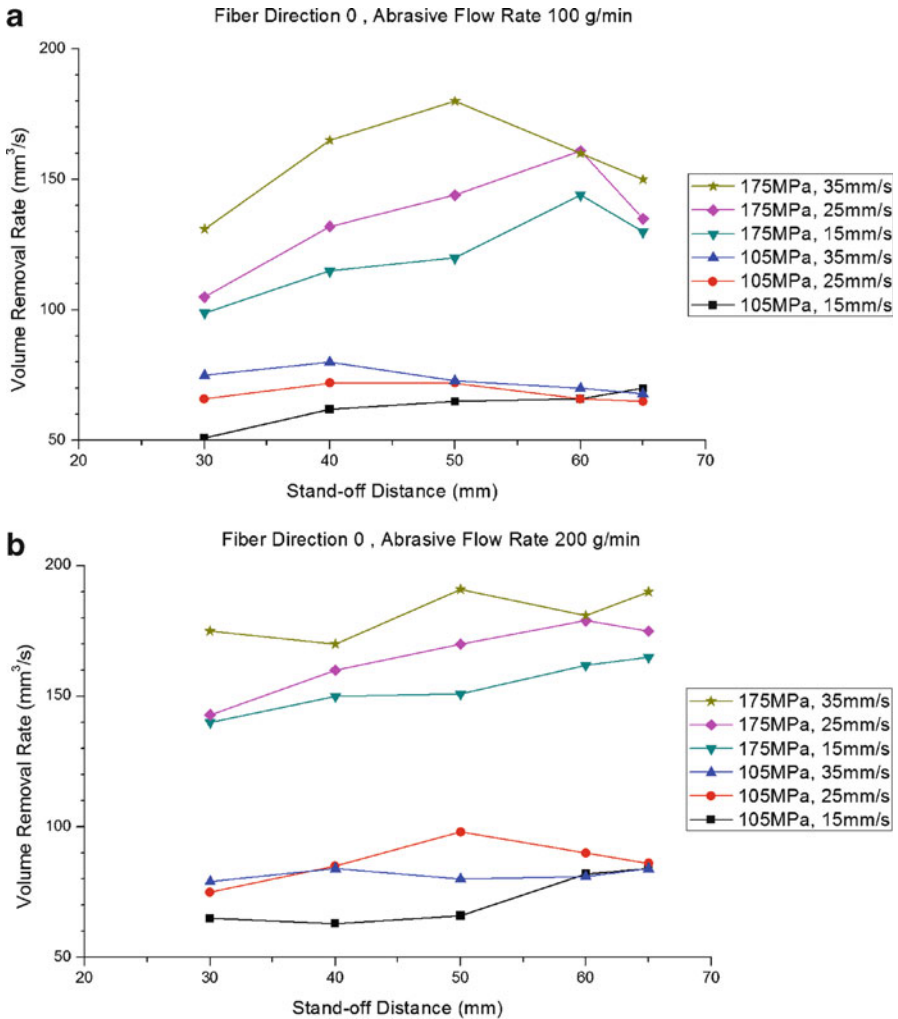 a
Fiber Direction 0 , Abrasive Flow Rate 100 g/min
200
150
100
50
Volume Removal Rate (mm³/s)
20 30 40 50 60 70
Stand-off Distance (mm)
175MPa, 35mm/s
175MPa, 25mm/s
175MPa, 15mm/s
105MPa, 35mm/s
105MPa, 25mm/s
105MPa, 15mm/s
b
Fiber Direction 0 , Abrasive Flow Rate 200 g/min
200
150
100
50
Volume Removal Rate (mm³/s)
20 30 40 50 60 70
Stand-off Distance (mm)
175MPa, 35mm/s
175MPa, 25mm/s
175MPa, 15mm/s
105MPa, 35mm/s
105MPa, 25mm/s
105MPa, 15mm/s